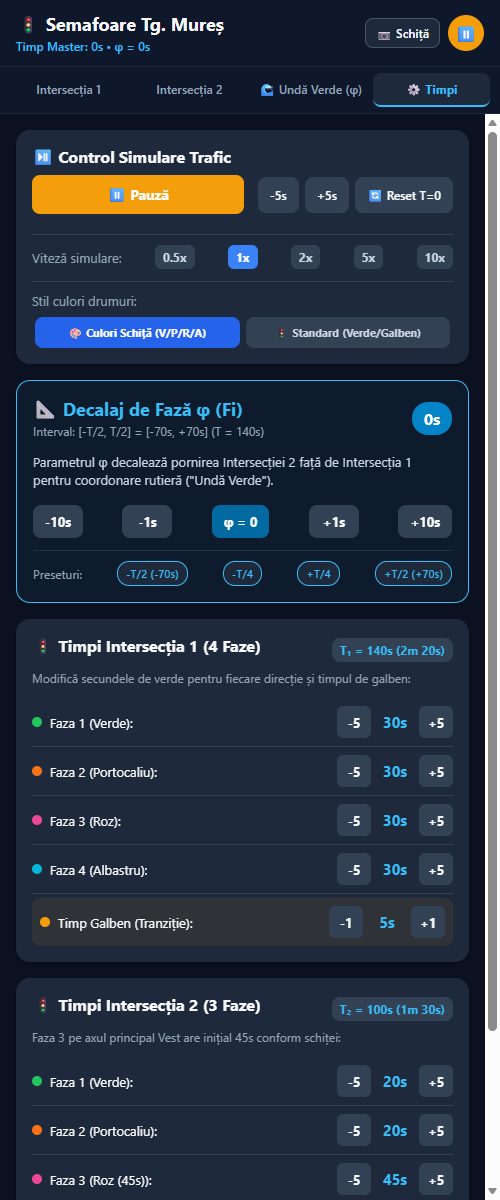 🚦 Semafoare Tg. Mureș
Timp Master: 0s • φ = 0s
📼 Schiță
⏸
Intersecția 1
Intersecția 2
🌊 Undă Verde (φ)
⚙ Timpi
⏯ Control Simulare Trafic
⏸ Pauză
-5s
+5s
🔄 Reset T=0
Viteză simulare:
0.5x
1x
2x
5x
10x
Stil culori drumuri:
🎨 Culori Schiță (V/P/R/A)
🚦 Standard (Verde/Galben)
📐 Decalaj de Fază φ (Fi)
0s
Interval: [-T/2, T/2] = [-70s, +70s] (T = 140s)
Parametrul φ decalează pornirea Intersecției 2 față de Intersecția 1
pentru coordonare rutieră ("Undă Verde").
-10s
-1s
φ = 0
+1s
+10s
Preseturi:
-T/2 (-70s)
-T/4
+T/4
+T/2 (+70s)
🚦 Timpi Intersecția 1 (4 Faze)
T₁ = 140s (2m 20s)
Modifică secundele de verde pentru fiecare direcție și timpul de galben:
Faza 1 (Verde):
-5
30s
+5
Faza 2 (Portocaliu):
-5
30s
+5
Faza 3 (Roz):
-5
30s
+5
Faza 4 (Albastru):
-5
30s
+5
Timp Galben (Tranziție):
-1
5s
+1
🚦 Timpi Intersecția 2 (3 Faze)
T₂ = 100s (1m 30s)
Faza 3 pe axul principal Vest are inițial 45s conform schiței:
Faza 1 (Verde):
-5
20s
+5
Faza 2 (Portocaliu):
-5
20s
+5
Faza 3 (Roz (45s)):
-5
45s
+5